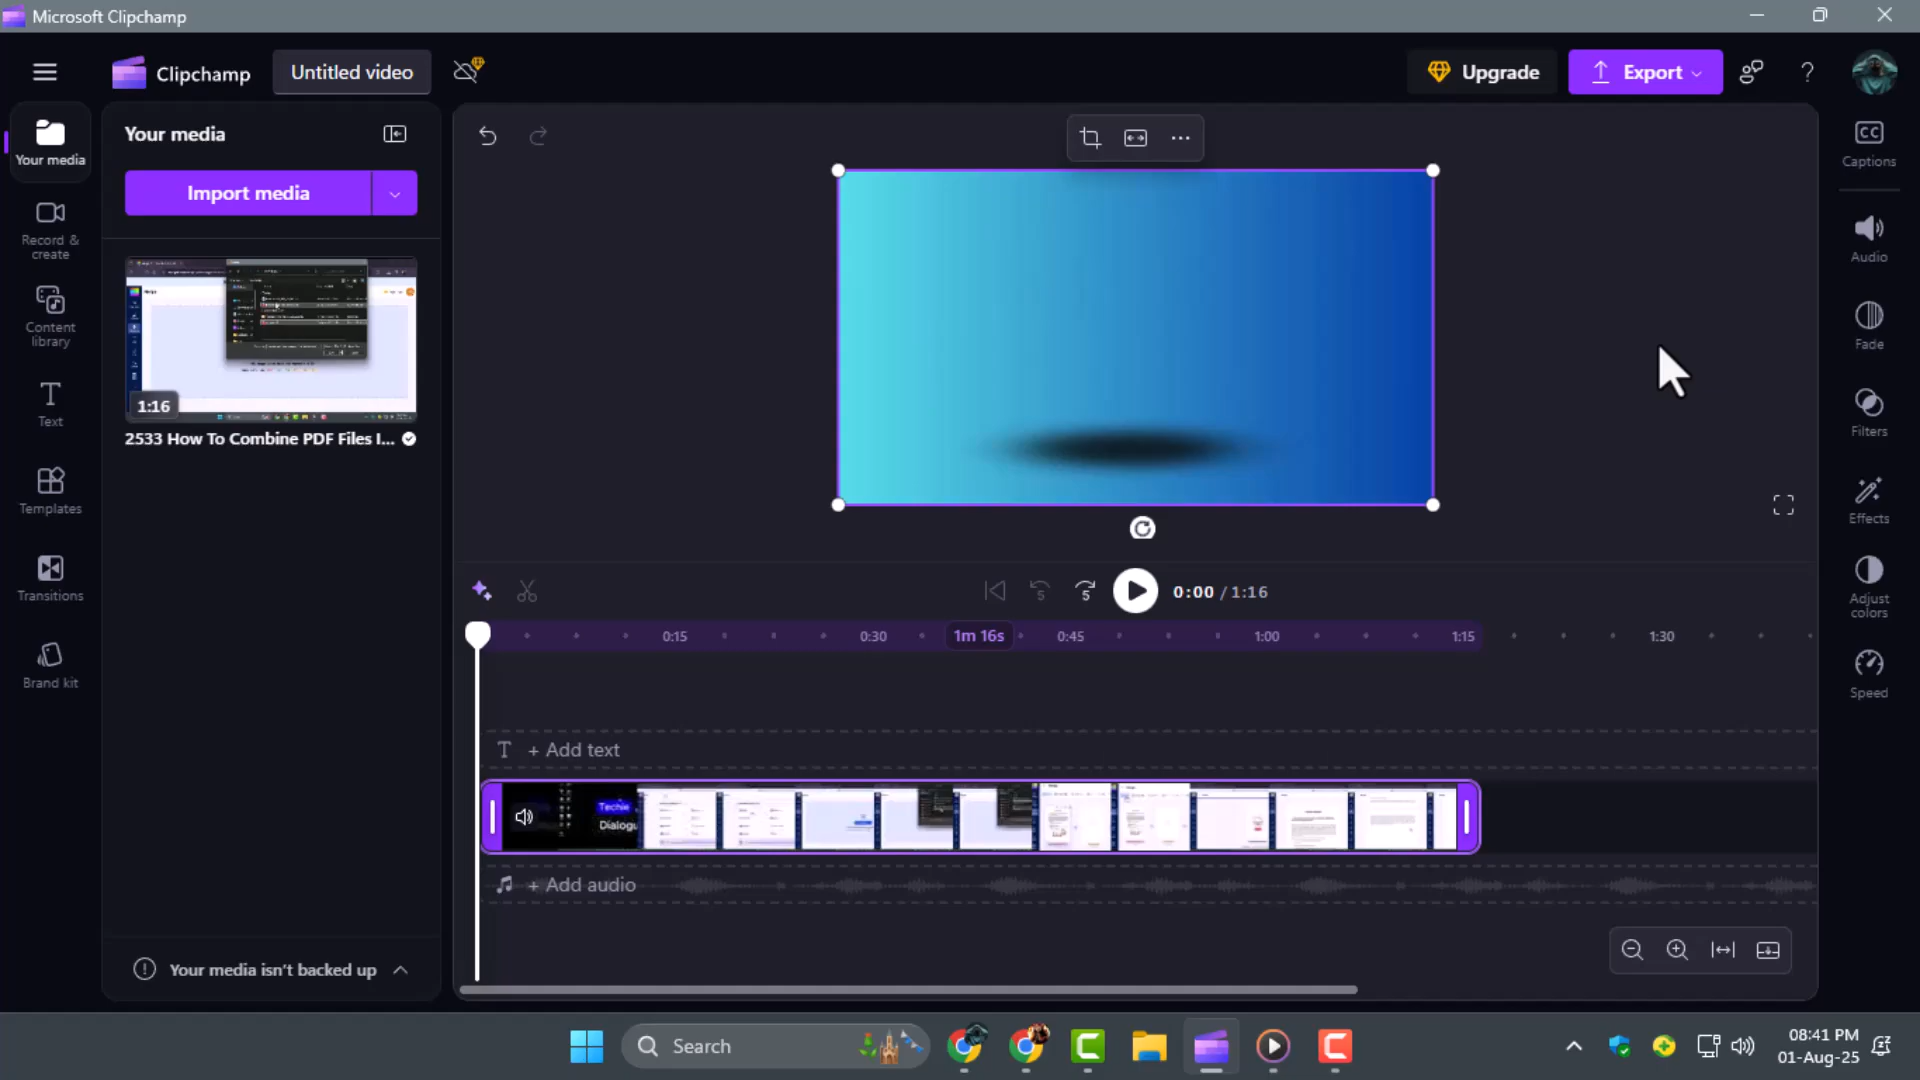 Microsoft Clipchamp
Clipchamp
Untitled video
Upgrade
Export
?
Your media
Your media
Import media
1:16
2533 How To Combine PDF Files I...
Record &
create
Content
library
Text
Templates
Transitions
Brand kit
CC
Captions
Audio
Fade
Filters
Effects
Adjust
colors
Speed
5
5
0:00 / 1:16
0:15
0:30
1m 16s
0:45
1:00
1:15
1:30
T + Add text
Techie
Dialogu
+ Add audio
Your media isn't backed up
Search
08:41 PM
01-Aug-25